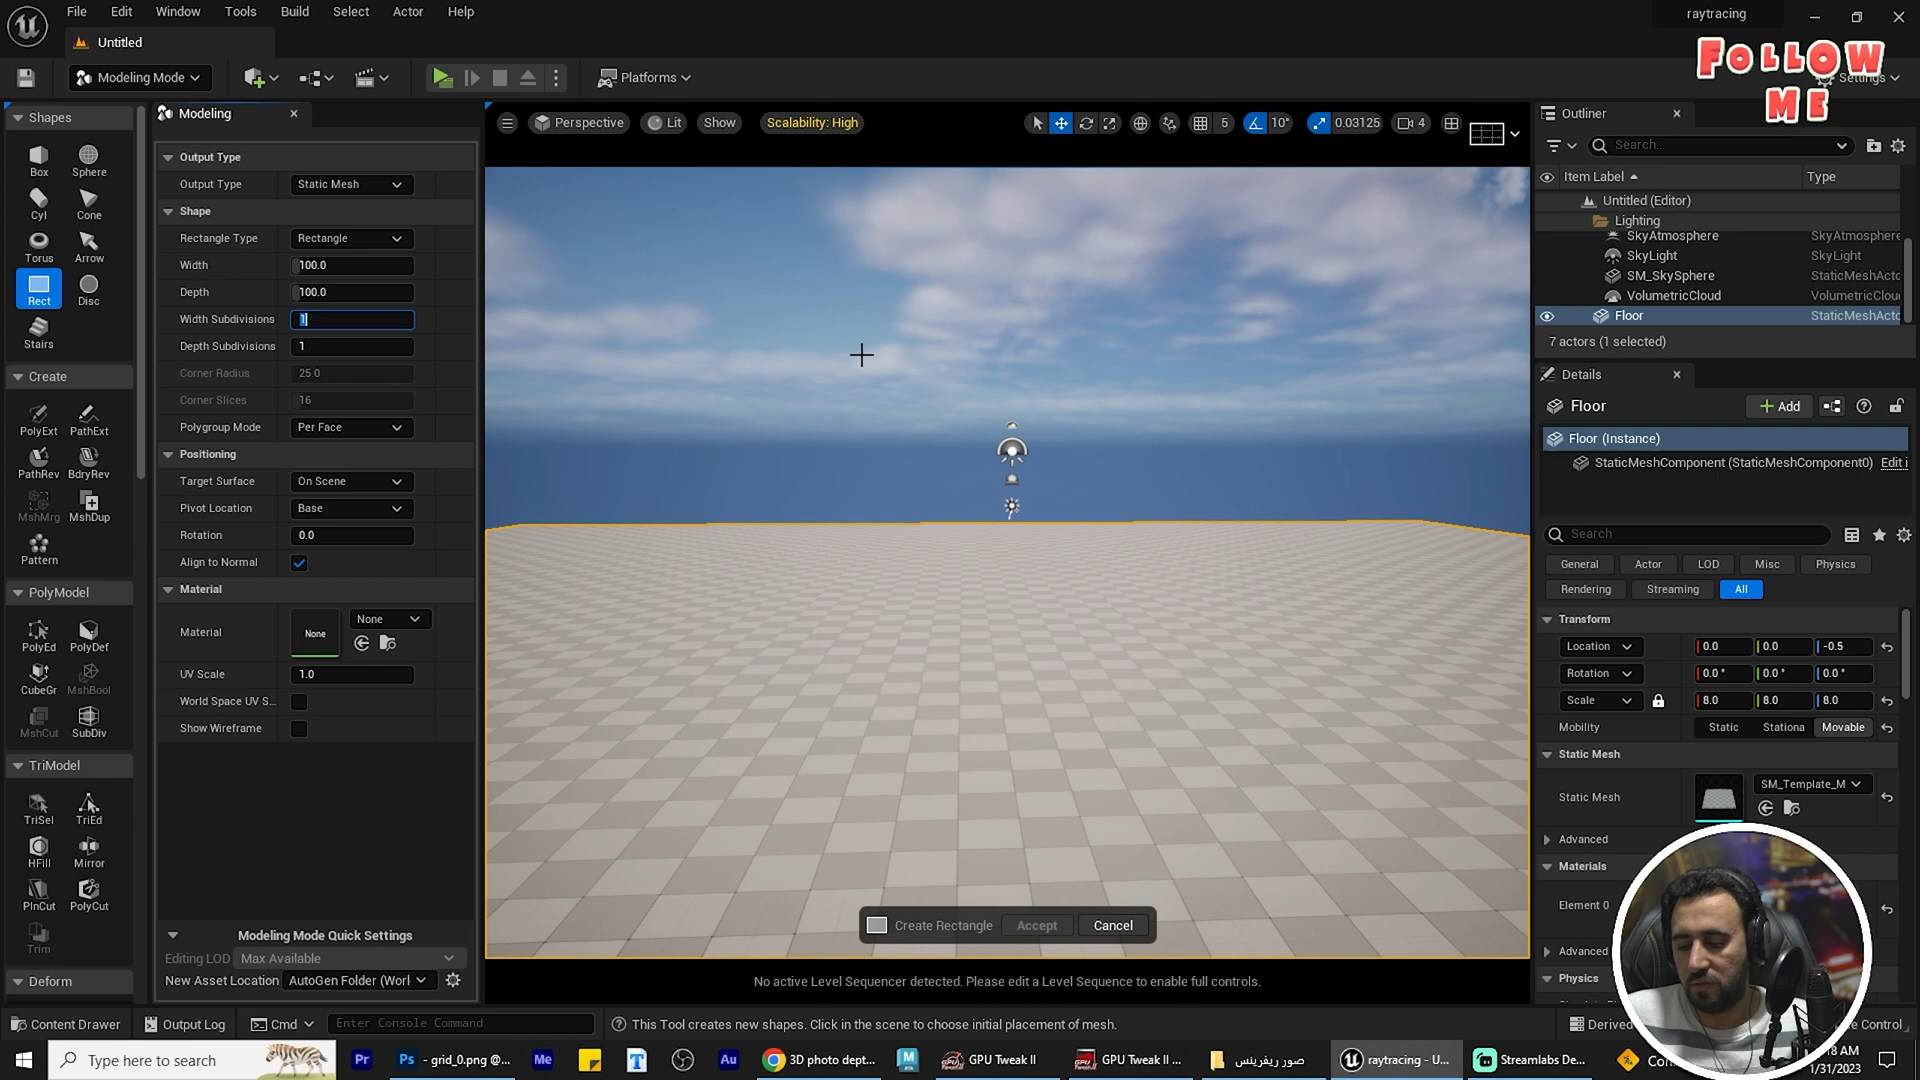 File Edit Window Tools Build Select Actor Help
raytracing
Untitled
FOLLOW
ME
Modeling Mode
Platforms
Settings
Shapes
Modeling
Perspective
Lit
Show
Scalability: High
5
10°
0.03125
4
Outliner
Search...
Item Label
Type
Output Type
Output Type
Static Mesh
Box
Sphere
Shape
Rectangle Type
Rectangle
Width
100.0
Depth
100.0
Width Subdivisions
1
Depth Subdivisions
1
Corner Radius
25.0
Corner Slices
16
Polygroup Mode
Per Face
Positioning
Target Surface
On Scene
Pivot Location
Base
Rotation
0.0
Align to Normal
Material
Material
None
None
UV Scale
1.0
World Space UV S...
Show Wireframe
Cyl
Cone
Torus
Arrow
Rect
Disc
Stairs
Create
PolyExt
PathExt
PathRev
BdryRev
MshMrg
MshDup
Pattern
PolyModel
PolyEd
PolyDef
CubeGr
MshBool
MshCut
SubDiv
TriModel
TriSel
TriEd
HFill
Mirror
PlnCut
PolyCut
Trim
Deform
Modeling Mode Quick Settings
Editing LOD
Max Available
New Asset Location
AutoGen Folder (Worl
Create Rectangle
Accept
Cancel
No active Level Sequencer detected. Please edit a Level Sequence to enable full controls.
Untitled (Editor)
Lighting
SkyAtmosphere
SkyAtmosphere
SkyLight
SkyLight
SM_SkySphere
StaticMeshActo
VolumetricCloud
VolumetricClou
Floor
StaticMeshActo
7 actors (1 selected)
Details
Floor
Add
Floor (Instance)
StaticMeshComponent (StaticMeshComponent0)
Edit i
Search
General
Actor
LOD
Misc
Physics
Rendering
Streaming
All
Transform
Location
0.0
0.0
-0.5
Rotation
0.0 °
0.0 °
0.0 °
Scale
8.0
8.0
8.0
Mobility
Static
Stationa
Movable
Static Mesh
Static Mesh
SM_Template_M
Advanced
Materials
Element 0
Advanced
Physics
Content Drawer
Output Log
Cmd
Enter Console Command
This Tool creates new shapes. Click in the scene to choose initial placement of mesh.
Derived
e Control
Type here to search
Pr
Ps
- grid_0.png @...
Me
T
Au
3D photo dept...
GPU Tweak II
GPU Tweak II ...
صور ريفرينس
raytracing - U...
Streamlabs De...
Co
18 AM
1/31/2023